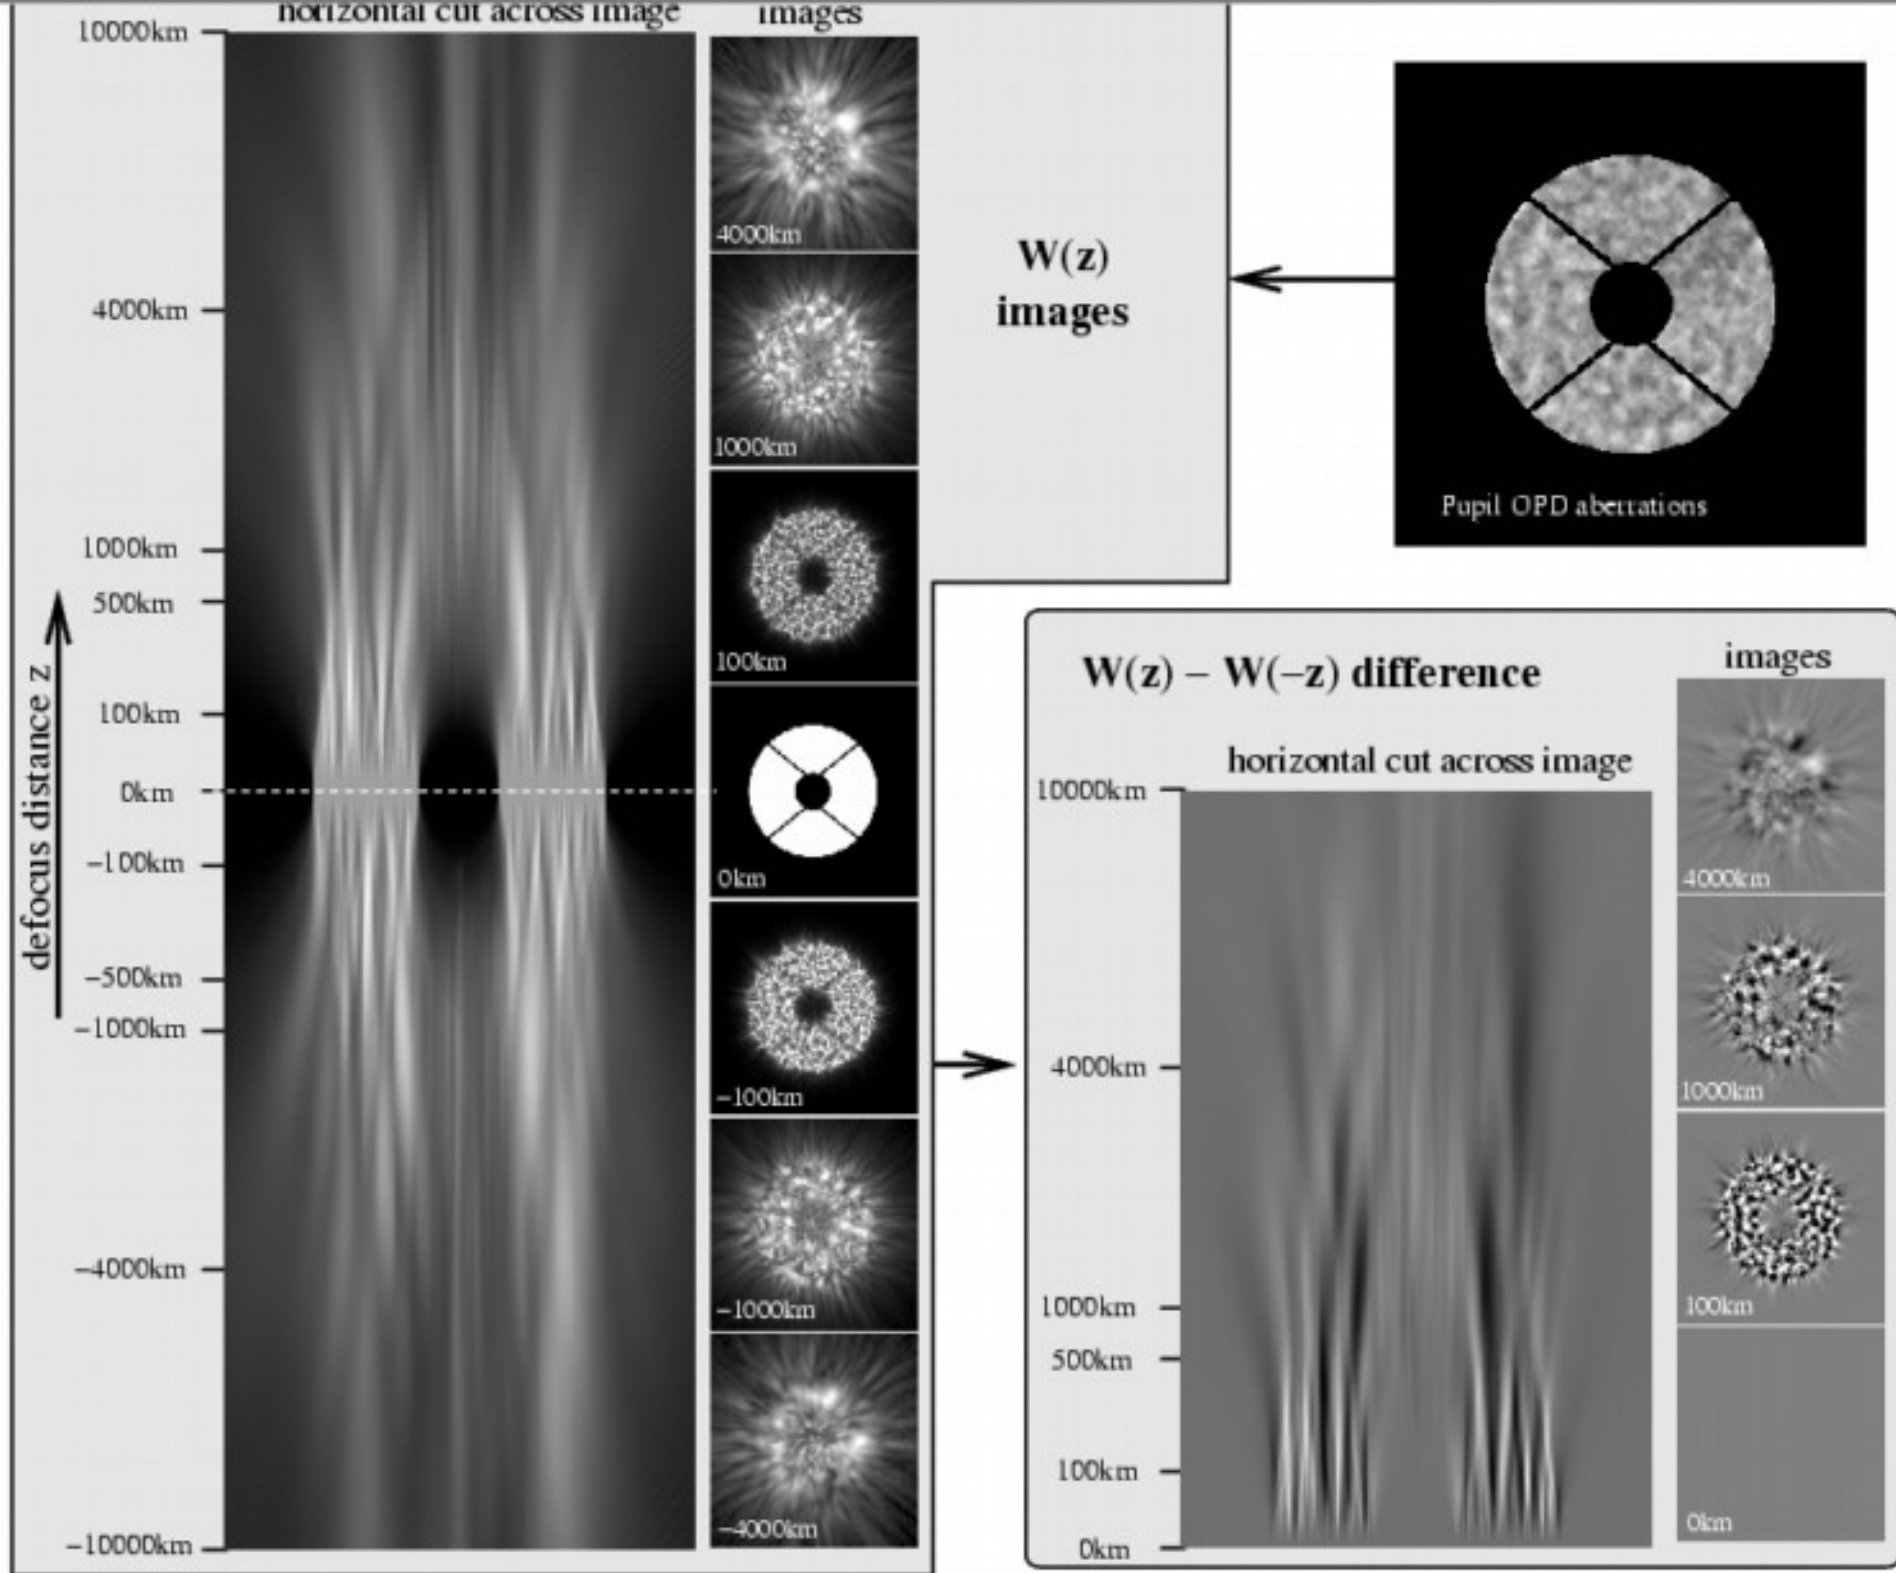 horizontal cut across image
images
10000km
4000km
1000km
500km
100km
0km
−100km
−500km
−1000km
−4000km
−10000km
defocus distance z
4000km
1000km
100km
0km
−100km
−1000km
−4000km
W(z)
images
Pupil OPD aberrations
W(z) − W(−z) difference
images
horizontal cut across image
10000km
4000km
1000km
500km
100km
0km
4000km
1000km
100km
0km